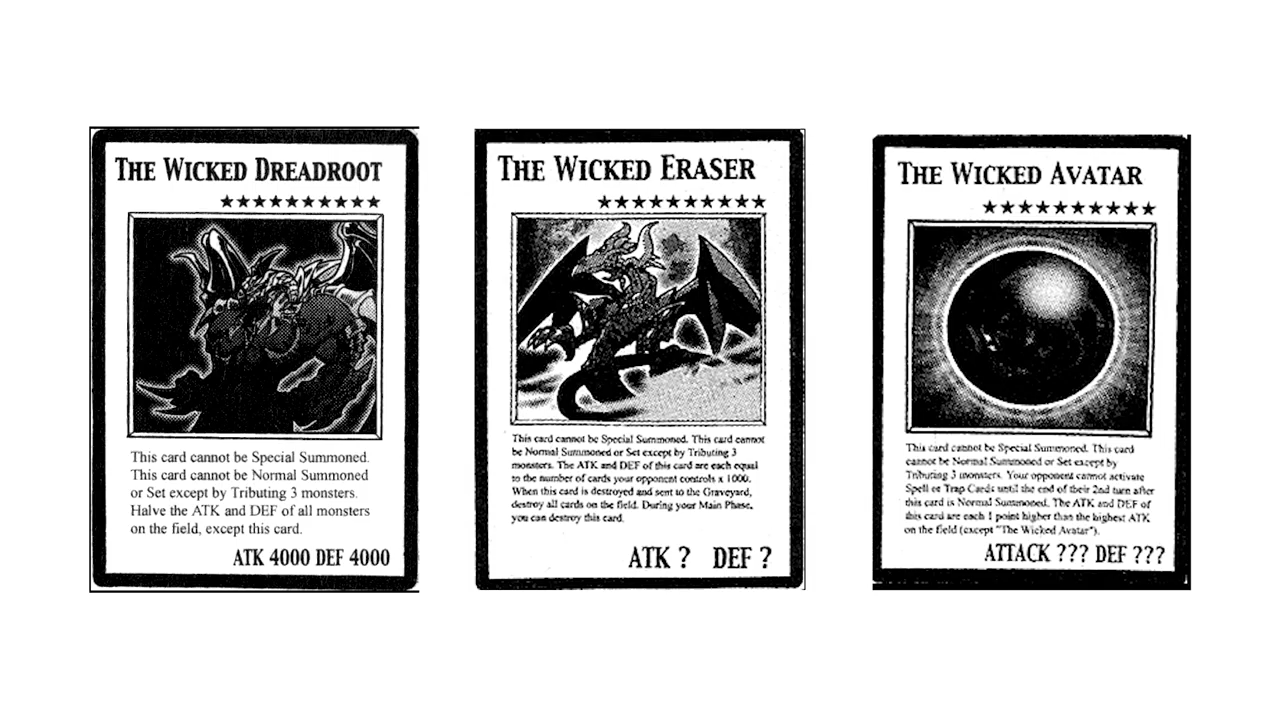 THE WICKED DREADROOT
★★★★★★★★★★
This card cannot be Special Summoned.
This card cannot be Normal Summoned
or Set except by Tributing 3 monsters.
Halve the ATK and DEF of all monsters
on the field, except this card.
ATK 4000 DEF 4000
THE WICKED ERASER
★★★★★★★★★★
This card cannot be Special Summoned. This card cannot
be Normal Summoned or Set except by Tributing 3
monsters. The ATK and DEF of this card are each equal
to the number of cards your opponent controls x 1000.
When this card is destroyed and sent to the Graveyard,
destroy all cards on the field. During your Main Phase,
you can destroy this card.
ATK ? DEF ?
THE WICKED AVATAR
★★★★★★★★★★
This card cannot be Special Summoned. This card
cannot be Normal Summoned or Set except by
Tributing 3 monsters. Your opponent cannot activate
Spell or Trap Cards until the end of their 2nd turn after
this card is Normal Summoned. The ATK and DEF of
this card are each 1 point higher than the highest ATK
on the field (except "The Wicked Avatar").
ATTACK ??? DEF ???